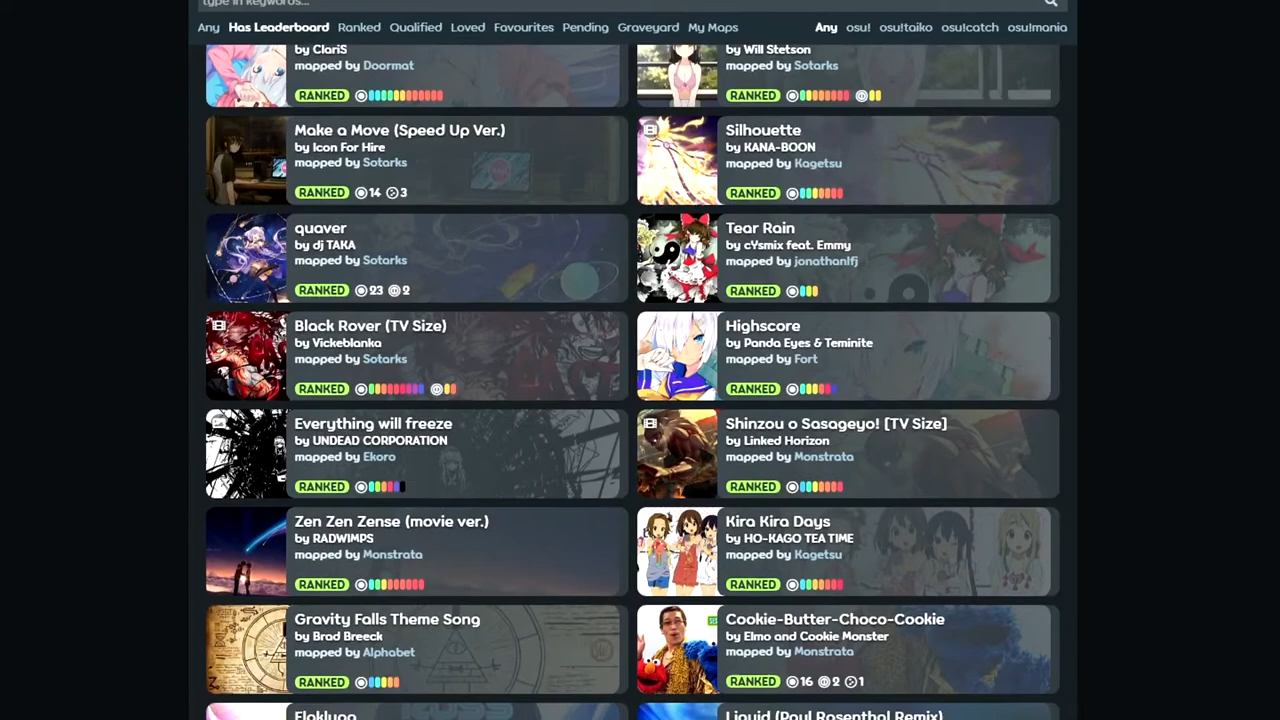 type in keywords...
Any Has Leaderboard Ranked Qualified Loved Favourites Pending Graveyard My Maps Any osu! osu!taiko osu!catch osu!mania
by ClariS
mapped by Doormat
RANKED
by Will Stetson
mapped by Sotarks
RANKED
Make a Move (Speed Up Ver.)
by Icon For Hire
mapped by Sotarks
RANKED 14 3
Silhouette
by KANA-BOON
mapped by Kagetsu
RANKED
quaver
by dj TAKA
mapped by Sotarks
RANKED 23 2
Tear Rain
by cYsmix feat. Emmy
mapped by jonathanlfj
RANKED
Black Rover (TV Size)
by Vickeblanka
mapped by Sotarks
RANKED
Highscore
by Panda Eyes & Teminite
mapped by Fort
RANKED
Everything will freeze
by UNDEAD CORPORATION
mapped by Ekoro
RANKED
Shinzou o Sasageyo! [TV Size]
by Linked Horizon
mapped by Monstrata
RANKED
Zen Zen Zense (movie ver.)
by RADWIMPS
mapped by Monstrata
RANKED
Kira Kira Days
by HO-KAGO TEA TIME
mapped by Kagetsu
RANKED
Gravity Falls Theme Song
by Brad Breeck
mapped by Alphabet
RANKED
Cookie-Butter-Choco-Cookie
by Elmo and Cookie Monster
mapped by Monstrata
RANKED 16 2 1
Liquid (Paul Rosenthal Remix)